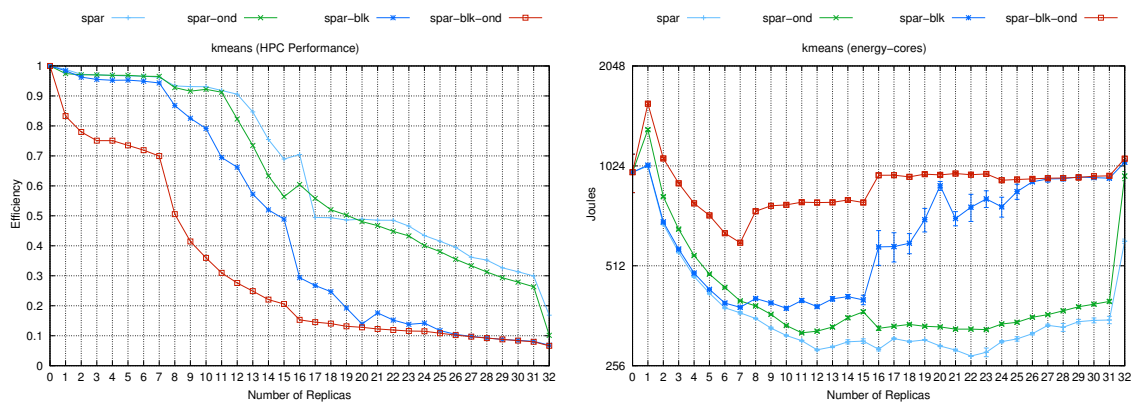 spar spar-ond spar-blk spar-blk-ond
kmeans (HPC Performance)
1
0.9
0.8
0.7
0.6
0.5
0.4
0.3
0.2
0.1
0
Efficiency
0 1 2 3 4 5 6 7 8 9 10 11 12 13 14 15 16 17 18 19 20 21 22 23 24 25 26 27 28 29 30 31 32
Number of Replicas
spar spar-ond spar-blk spar-blk-ond
kmeans (energy-cores)
2048
1024
512
256
Joules
0 1 2 3 4 5 6 7 8 9 10 11 12 13 14 15 16 17 18 19 20 21 22 23 24 25 26 27 28 29 30 31 32
Number of Replicas